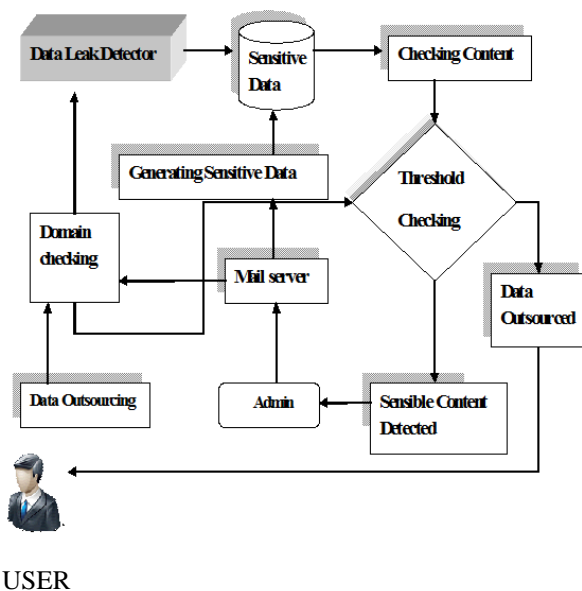 Data Leak Detector
Sensitive
Data
Checking Content
Generating Sensitive Data
Threshold
Checking
Domain
checking
Mail server
Data
Outsourced
Data Outsourcing
Admin
Sensible Content
Detected
USER